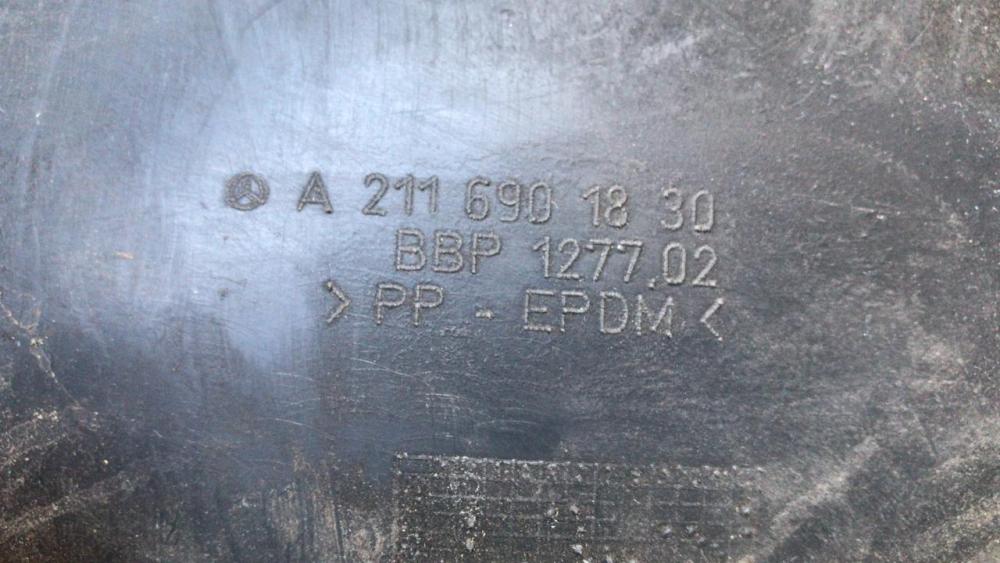 A 211 690 18 30
BBP 1277.02
>PP - EPDM<